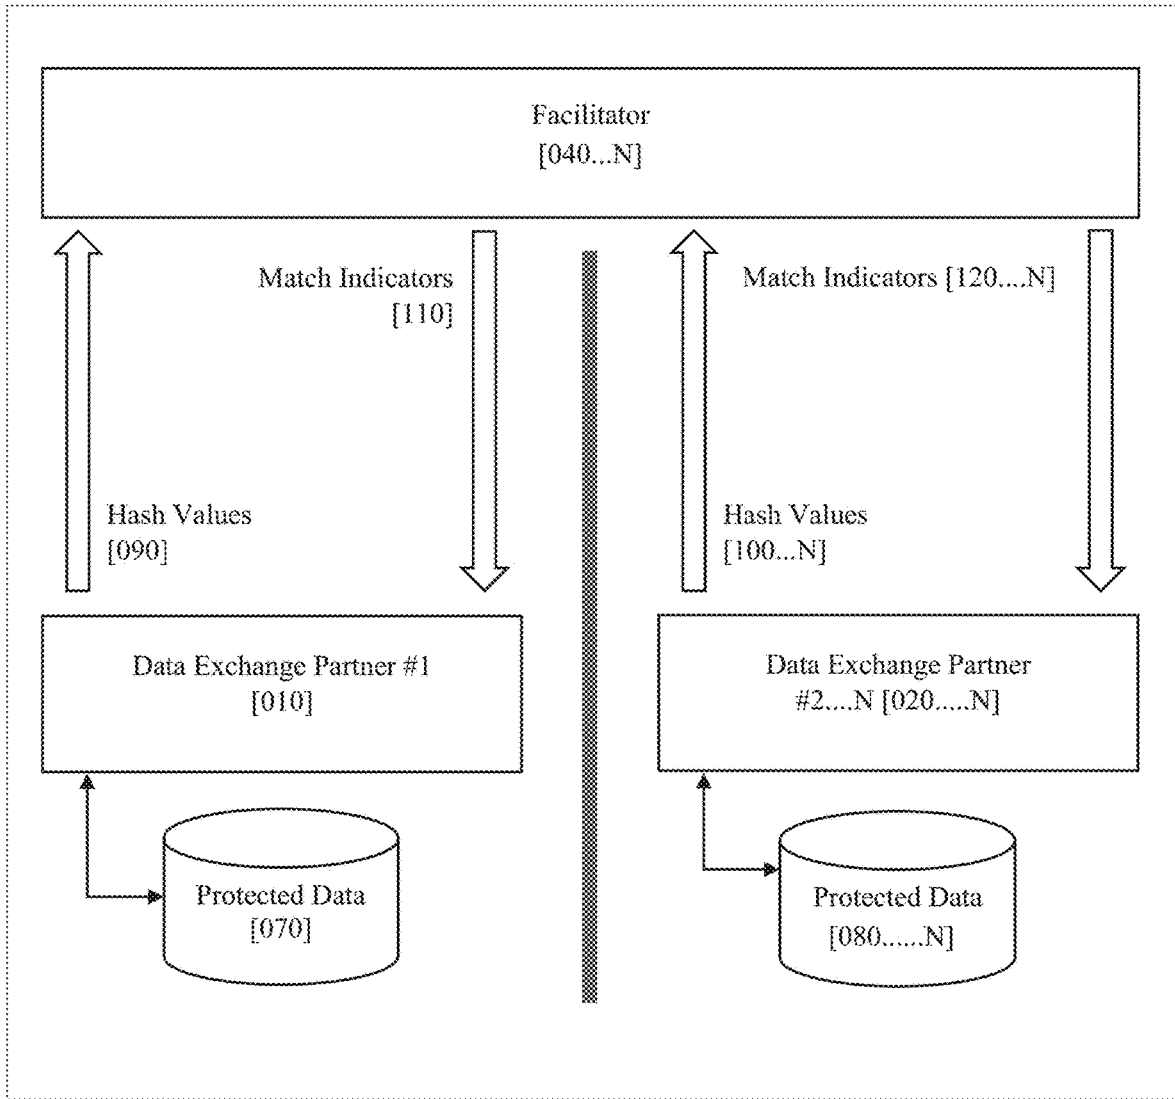 Facilitator
[040...N]
Match Indicators
[110]
Match Indicators [120....N]
Hash Values
[090]
Hash Values
[100...N]
Data Exchange Partner #1
[010]
Data Exchange Partner
#2....N [020.....N]
Protected Data
[070]
Protected Data
[080......N]